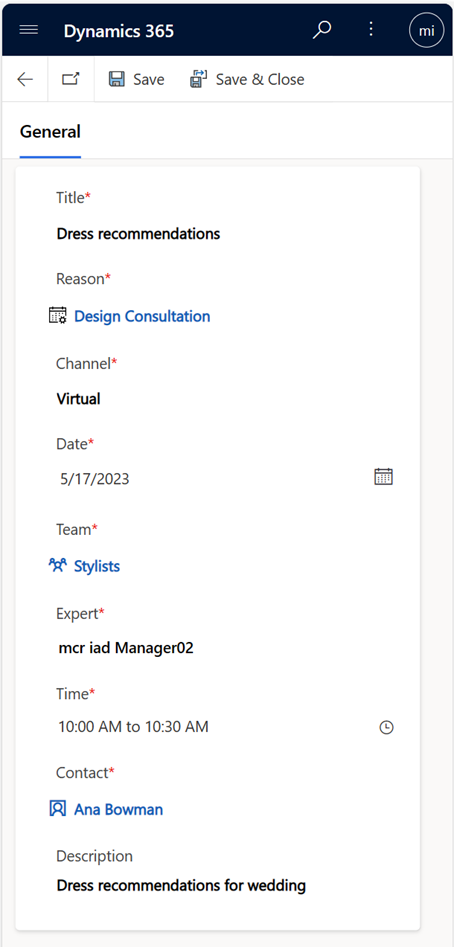 Dynamics 365
mi
Save
Save & Close
General
Title*
Dress recommendations
Reason*
Design Consultation
Channel*
Virtual
Date*
5/17/2023
Team*
Stylists
Expert*
mcr iad Manager02
Time*
10:00 AM to 10:30 AM
Contact*
Ana Bowman
Description
Dress recommendations for wedding